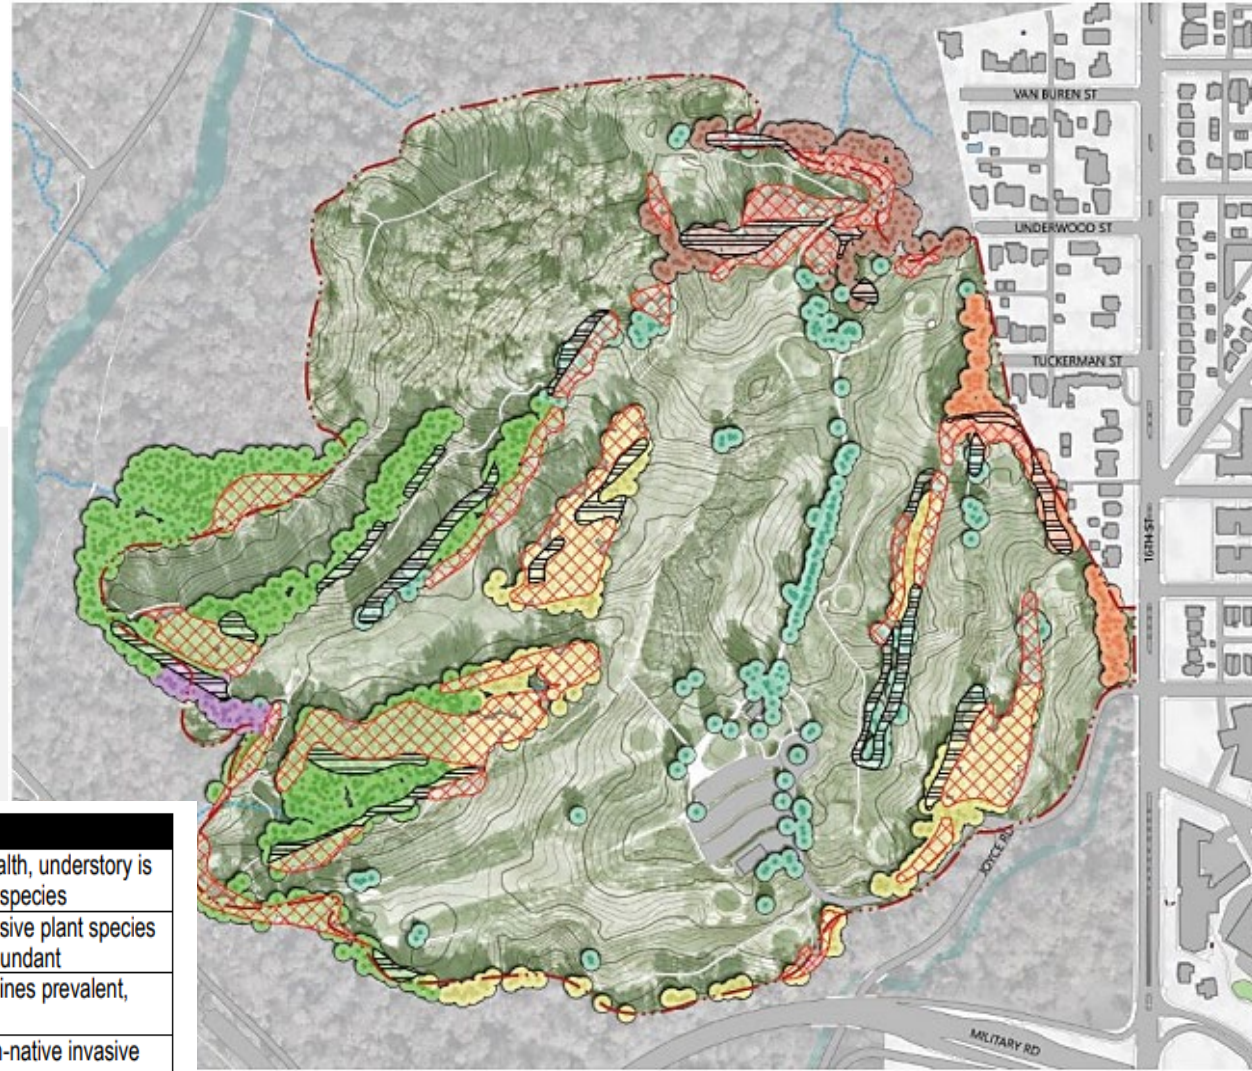 VAN BUREN ST
UNDERWOOD ST
TUCKERMAN ST
16TH ST
JOYCE RD
MILITARY RD
alth, understory is
species
sive plant species
undant
ines prevalent,
-native invasive